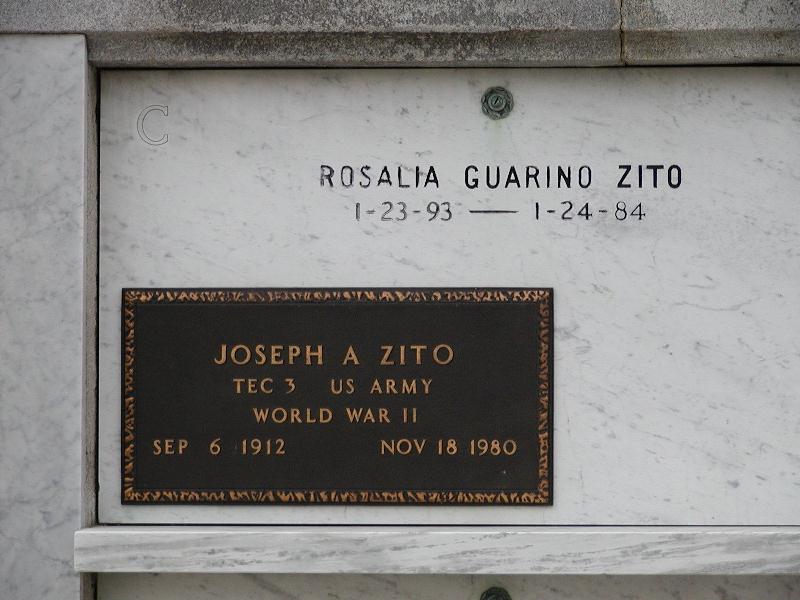 C
ROSALIA GUARINO ZITO
1-23-93 — 1-24-84
JOSEPH A ZITO
TEC 3 US ARMY
WORLD WAR II
SEP 6 1912 NOV 18 1980